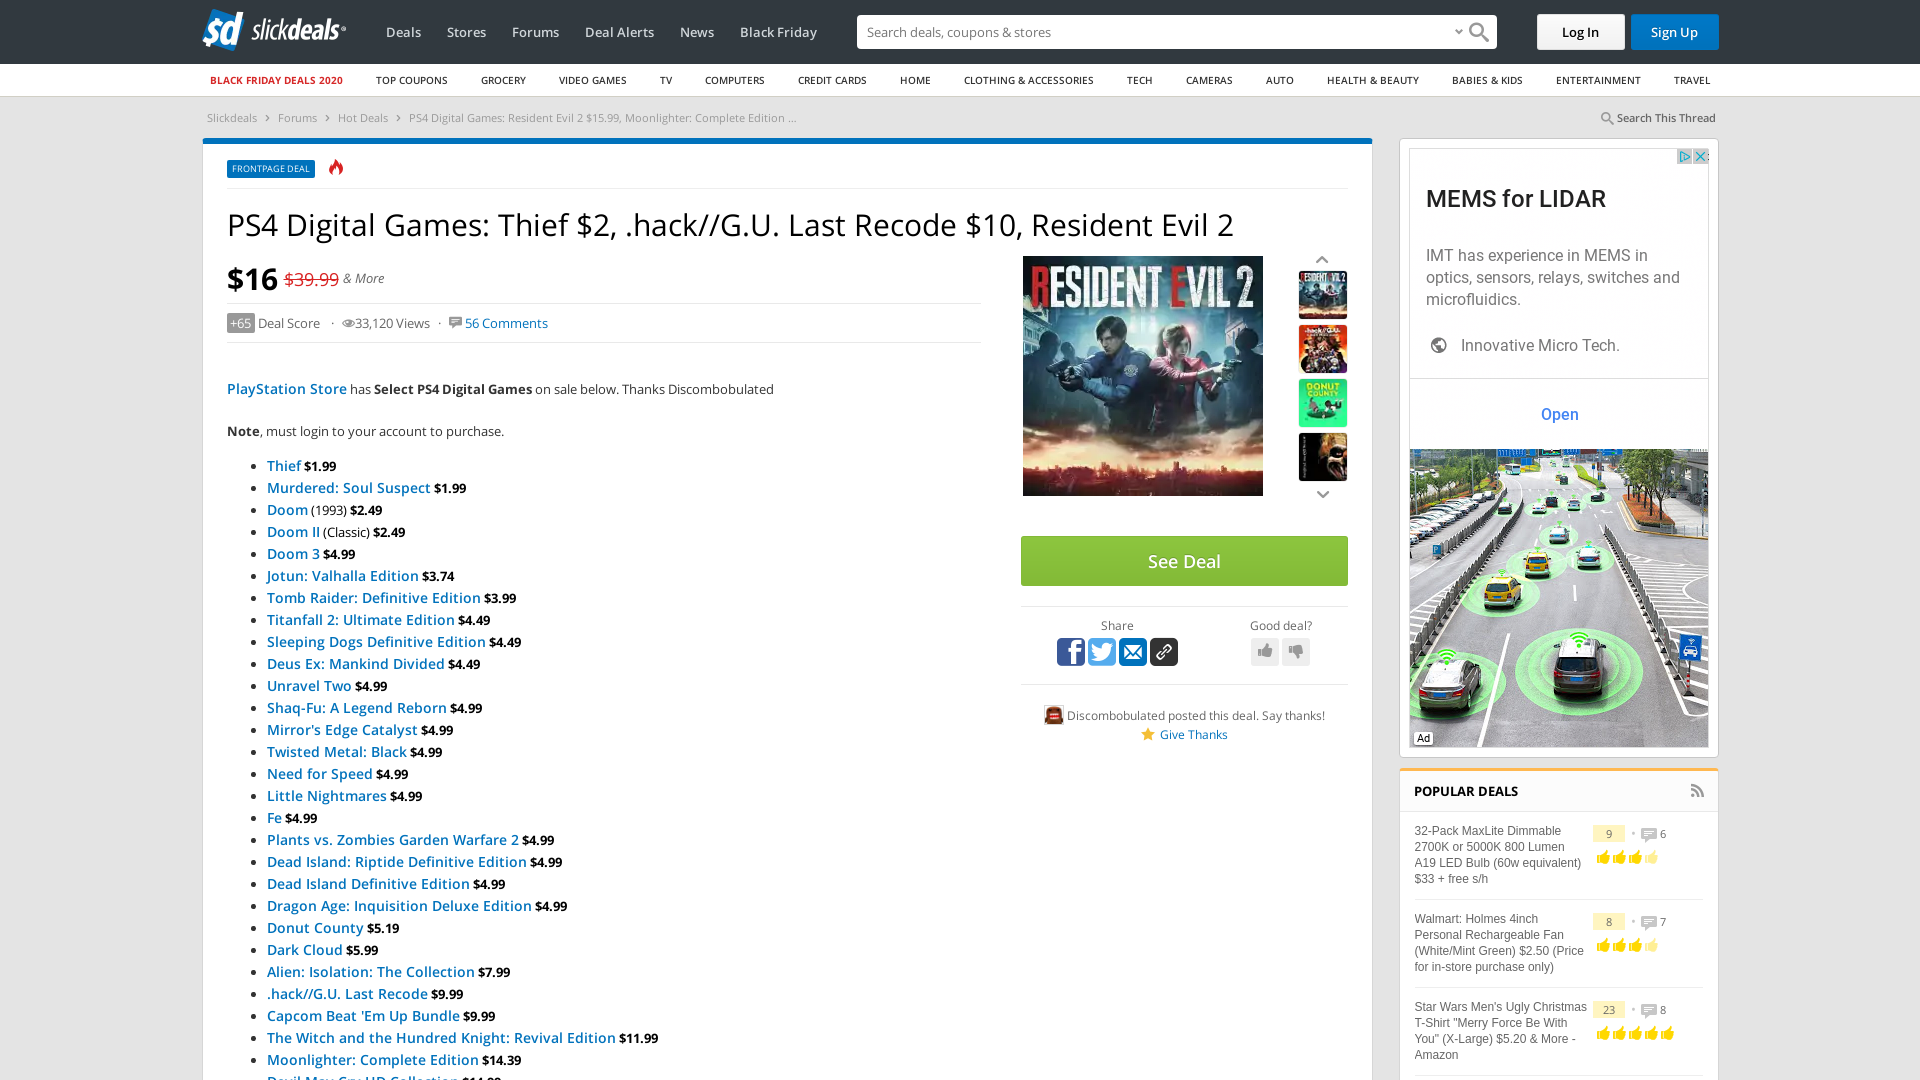 slickdeals
Deals
Stores
Forums
Deal Alerts
News
Black Friday
Search deals, coupons & stores
Log In
Sign Up
BLACK FRIDAY DEALS 2020
TOP COUPONS
GROCERY
VIDEO GAMES
TV
COMPUTERS
CREDIT CARDS
HOME
CLOTHING & ACCESSORIES
TECH
CAMERAS
AUTO
HEALTH & BEAUTY
BABIES & KIDS
ENTERTAINMENT
TRAVEL
Slickdeals › Forums › Hot Deals › PS4 Digital Games: Resident Evil 2 $15.99, Moonlighter: Complete Edition ...
Search This Thread
FRONTPAGE DEAL
PS4 Digital Games: Thief $2, .hack//G.U. Last Recode $10, Resident Evil 2
$16 $39.99 & More
+65 Deal Score · 33,120 Views · 56 Comments
PlayStation Store has Select PS4 Digital Games on sale below. Thanks Discombobulated
Note, must login to your account to purchase.
Thief $1.99
Murdered: Soul Suspect $1.99
Doom (1993) $2.49
Doom II (Classic) $2.49
Doom 3 $4.99
Jotun: Valhalla Edition $3.74
Tomb Raider: Definitive Edition $3.99
Titanfall 2: Ultimate Edition $4.49
Sleeping Dogs Definitive Edition $4.49
Deus Ex: Mankind Divided $4.49
Unravel Two $4.99
Shaq-Fu: A Legend Reborn $4.99
Mirror's Edge Catalyst $4.99
Twisted Metal: Black $4.99
Need for Speed $4.99
Little Nightmares $4.99
Fe $4.99
Plants vs. Zombies Garden Warfare 2 $4.99
Dead Island: Riptide Definitive Edition $4.99
Dead Island Definitive Edition $4.99
Dragon Age: Inquisition Deluxe Edition $4.99
Donut County $5.19
Dark Cloud $5.99
Alien: Isolation: The Collection $7.99
.hack//G.U. Last Recode $9.99
Capcom Beat 'Em Up Bundle $9.99
The Witch and the Hundred Knight: Revival Edition $11.99
Moonlighter: Complete Edition $14.39
RESIDENT EVIL 2
RESIDENT EVIL 2
.hack//G.U.
DONUT
COUNTY
See Deal
Share
Good deal?
Discombobulated posted this deal. Say thanks!
Give Thanks
MEMS for LIDAR
IMT has experience in MEMS in
optics, sensors, relays, switches and
microfluidics.
Innovative Micro Tech.
Open
Ad
POPULAR DEALS
32-Pack MaxLite Dimmable
2700K or 5000K 800 Lumen
A19 LED Bulb (60w equivalent)
$33 + free s/h
9 • 6
Walmart: Holmes 4inch
Personal Rechargeable Fan
(White/Mint Green) $2.50 (Price
for in-store purchase only)
8 • 7
Star Wars Men's Ugly Christmas
T-Shirt "Merry Force Be With
You" (X-Large) $5.20 & More -
Amazon
23 • 8